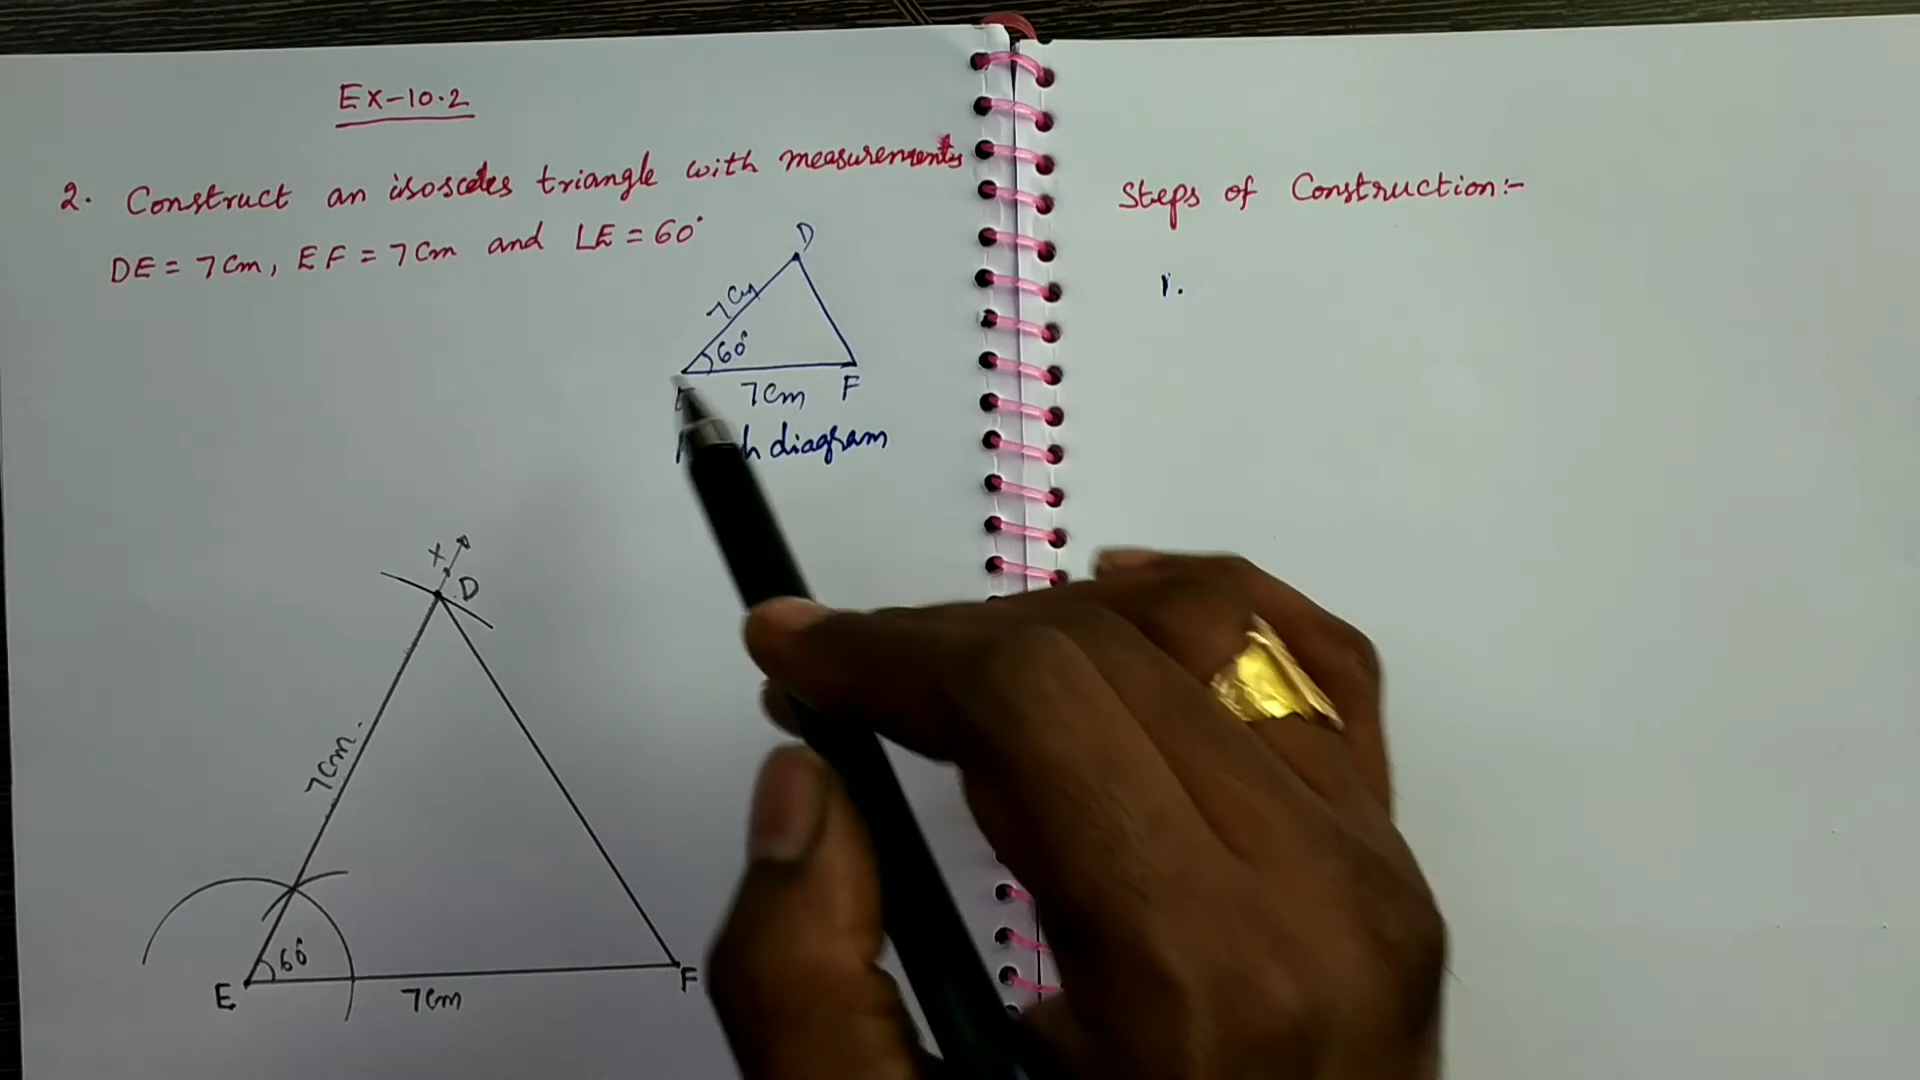 Ex-10.2
2. Construct an isosceles triangle with measurements
DE = 7cm, EF = 7cm and ∠E = 60°
D
7cm
60°
7cm F
diagram
Steps of Construction:-
1.
X
D
7cm.
60°
E
7cm
F